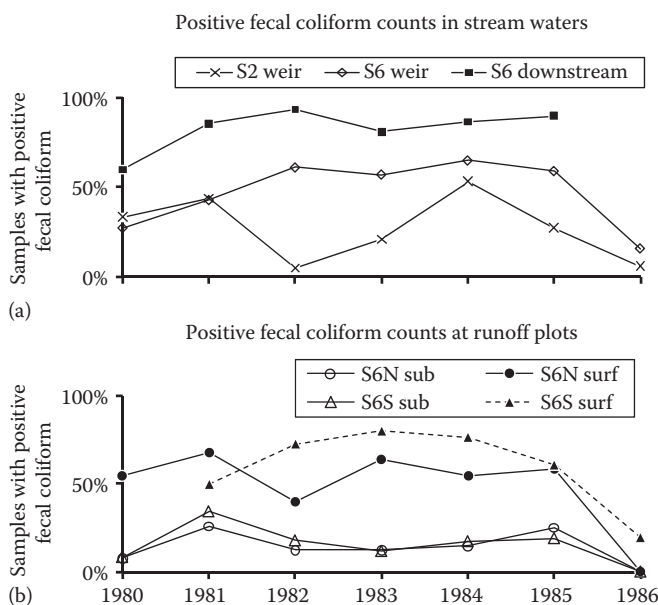 Positive fecal coliform counts in stream waters
S2 weir S6 weir S6 downstream
100%
50%
0%
Samples with positive
fecal coliform
(a)
Positive fecal coliform counts at runoff plots
S6N sub S6N surf
S6S sub S6S surf
100%
50%
0%
Samples with positive
fecal coliform
(b)
1980 1981 1982 1983 1984 1985 1986